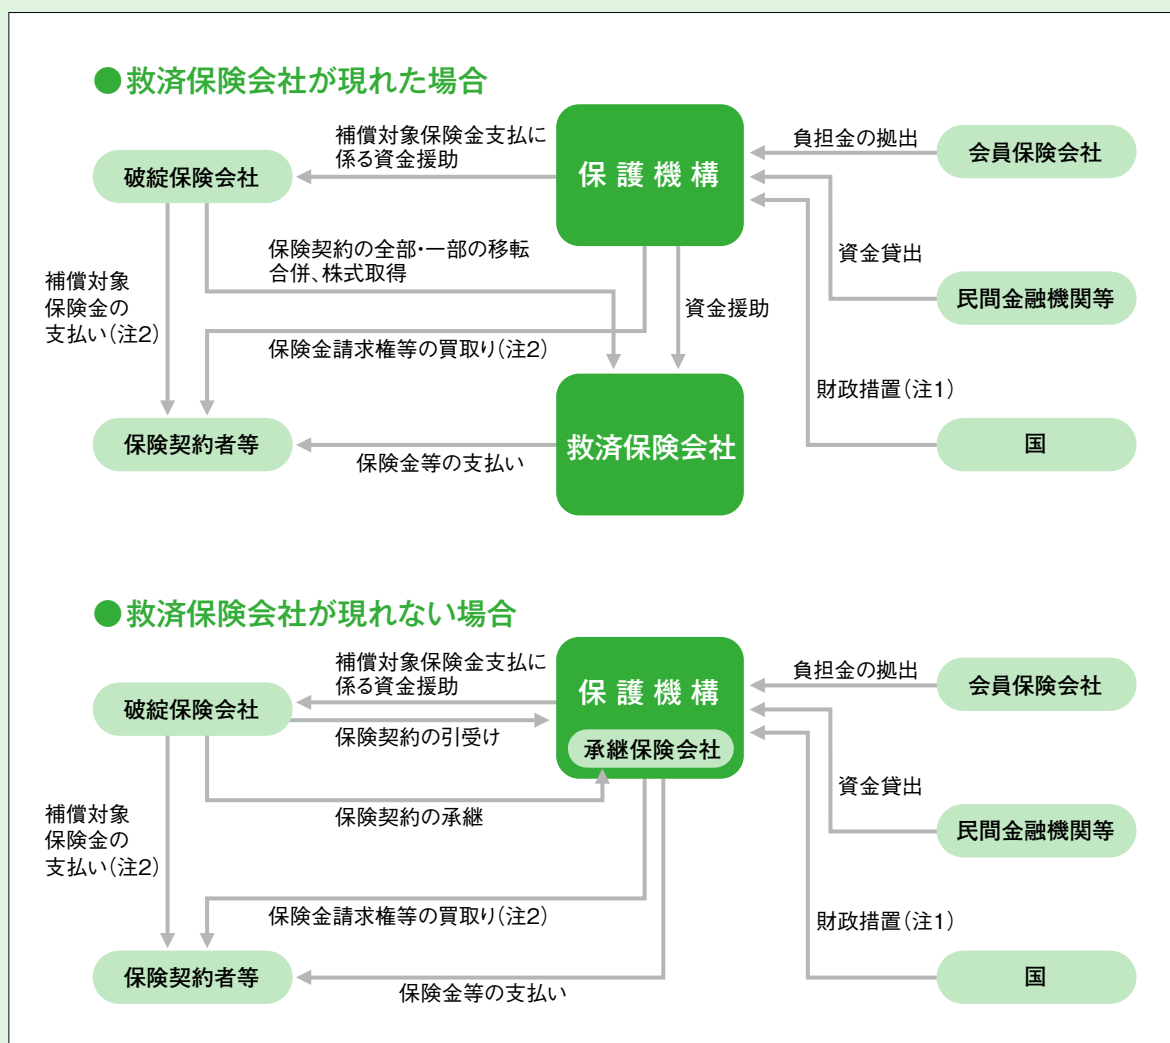 ●救済保険会社が現れた場合
補償対象保険金支払に
係る資金援助
保護機構
負担金の拠出
会員保険会社
破綻保険会社
保険契約の全部・一部の移転
合併、株式取得
資金貸出
補償対象
保険金の
支払い(注2)
資金援助
民間金融機関等
保険金請求権等の買取り(注2)
財政措置(注1)
保険契約者等
救済保険会社
国
保険金等の支払い
●救済保険会社が現れない場合
補償対象保険金支払に
係る資金援助
保護機構
負担金の拠出
会員保険会社
破綻保険会社
保険契約の引受け
承継保険会社
資金貸出
補償対象
保険金の
支払い(注2)
保険契約の承継
民間金融機関等
保険金請求権等の買取り(注2)
財政措置(注1)
保険契約者等
国
保険金等の支払い